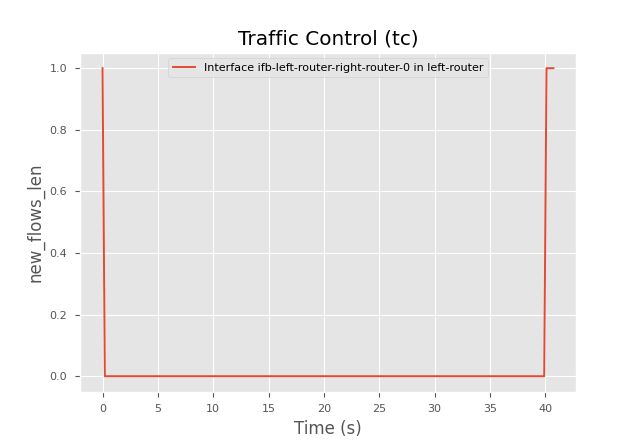 Traffic Control (tc)
Interface ifb-left-router-right-router-0 in left-router
new_flows_len
1.0
0.8
0.6
0.4
0.2
0.0
0 5 10 15 20 25 30 35 40
Time (s)